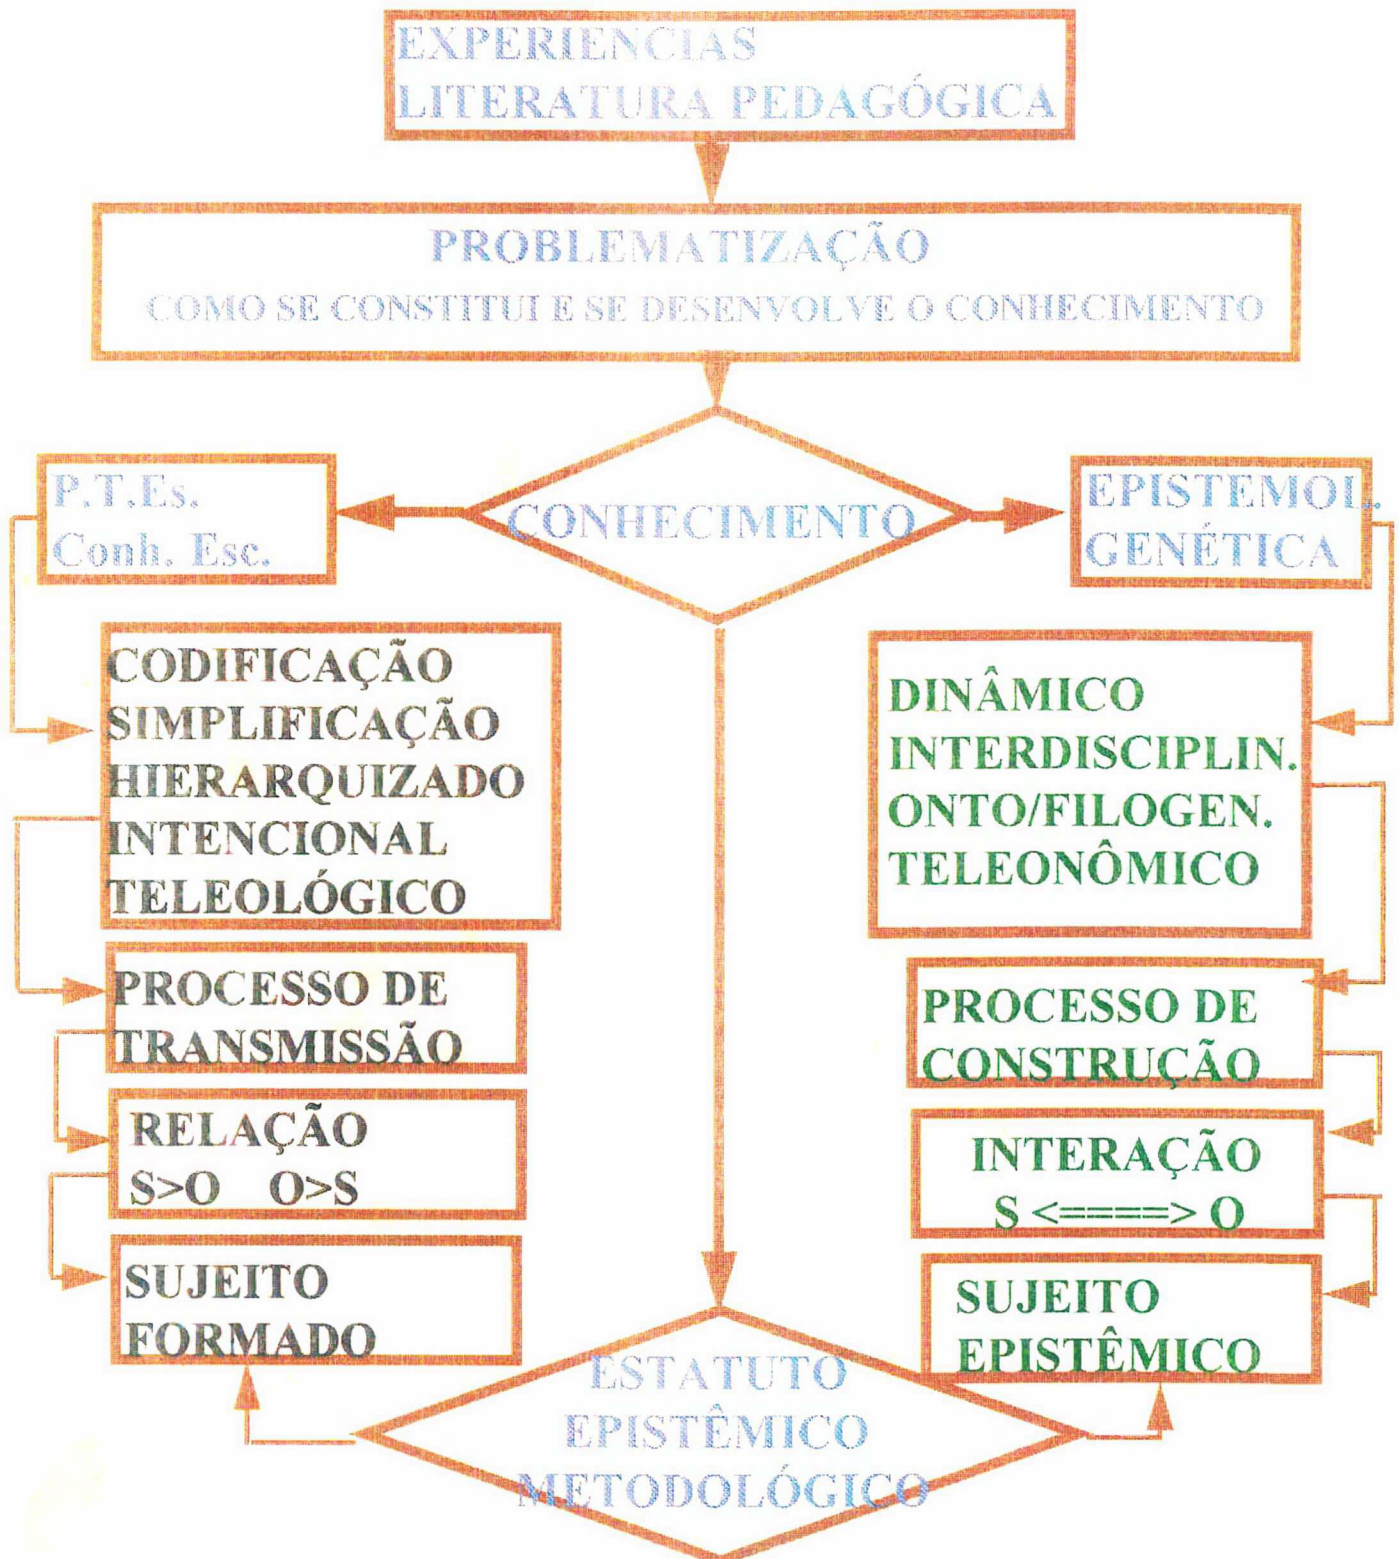 EXPERIENCIAS
LITERATURA PEDAGÓGICA
PROBLEMATIZAÇÃO
COMO SE CONSTITUI E SE DESENVOLVE O CONHECIMENTO
P.T.Es.
Conh. Esc.
CONHECIMENTO
EPISTEMOL.
GENÉTICA
CODIFICAÇÃO
SIMPLIFICAÇÃO
HIERARQUIZADO
INTENCIONAL
TELEOLÓGICO
DINÂMICO
INTERDISCIPLIN.
ONTO/FILOGEN.
TELEONÔMICO
PROCESSO DE
TRANSMISSÃO
PROCESSO DE
CONSTRUÇÃO
RELAÇÃO
S>O O>S
INTERAÇÃO
S <====> O
SUJEITO
FORMADO
SUJEITO
EPISTÊMICO
ESTATUTO
EPISTÊMICO
METODOLÓGICO